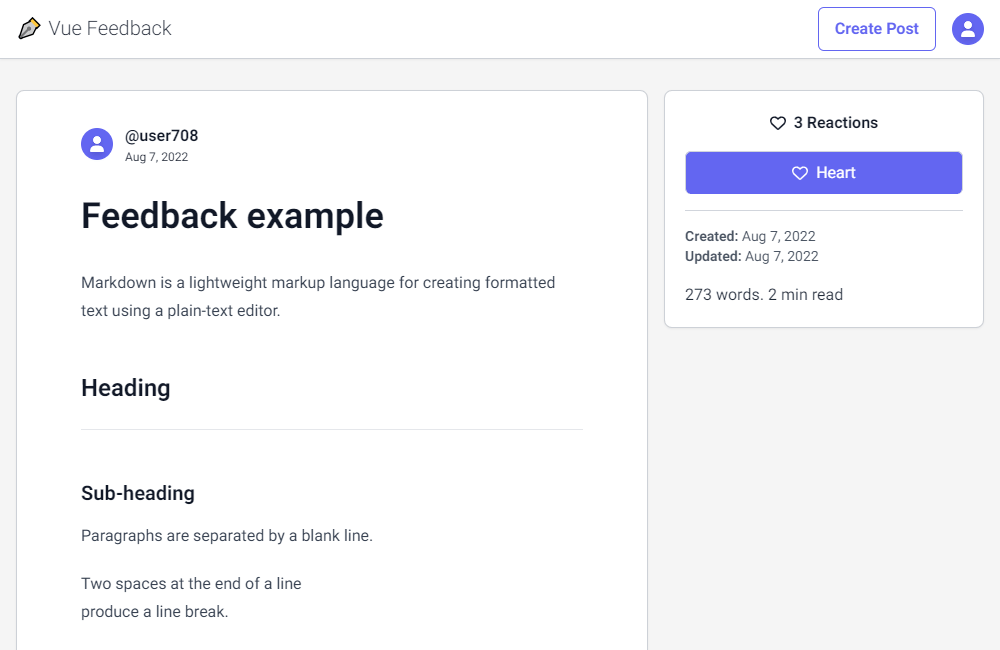 Vue Feedback
Create Post
@user708
Aug 7, 2022
Feedback example
Markdown is a lightweight markup language for creating formatted
text using a plain-text editor.
Heading
Sub-heading
Paragraphs are separated by a blank line.
Two spaces at the end of a line
produce a line break.
3 Reactions
Heart
Created: Aug 7, 2022
Updated: Aug 7, 2022
273 words. 2 min read